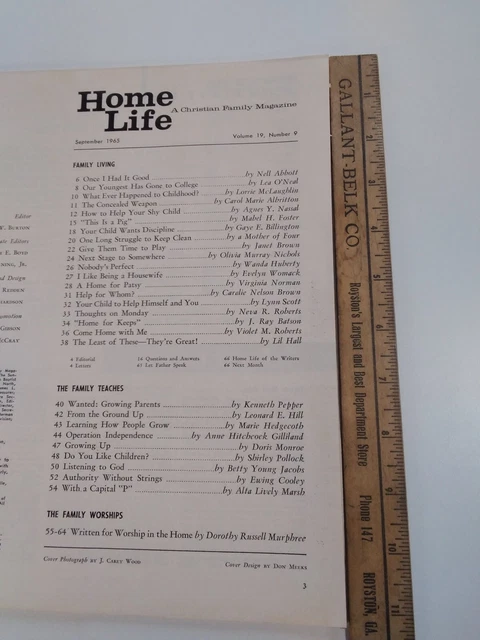 Home
Life
A Christian Family Magazine
September 1965
Volume 19, Number 9
FAMILY LIVING
6 Once I Had It Good by Nell Abbott
8 Our Youngest Has Gone to College by Lea O'Neal
10 What Ever Happened to Childhood? by Lorrie McLaughlin
11 The Concealed Weapon by Carol Marie Albritton
12 How to Help Your Shy Child by Agnes Y. Nassal
15 "This Is a Pig" by Mabel H. Foster
18 Your Child Wants Discipline by Gaye E. Billington
20 One Long Struggle to Keep Clean by a Mother of Four
22 Give Them Time to Play by Janet Brown
24 Next Stage to Somewhere by Olivia Murray Nichols
26 Nobody's Perfect by Wanda Huberty
27 I Like Being a Housewife by Evelyn Womack
28 A Home for Patsy by Virginia Norman
31 Help for Whom? by Caralie Nelson Brown
32 Your Child to Help Himself and You by Lynn Scott
33 Thoughts on Monday by Neva R. Roberts
34 "Home for Keeps" by J. Ray Baton
36 Come Home with Me by Violet M. Roberts
38 The Least of These—They're Great! by Lil Hall
4 Editorial 14 Questions and Answers 66 Home Life of the Writers
4 Letters 65 Let Father Speak 66 Next Month
THE FAMILY TEACHES
40 Wanted: Growing Parents by Kenneth Pepper
42 From the Ground Up by Leonard E. Hill
43 Learning How People Grow by Marie Hedgecoth
44 Operation Independence by Anne Hitchcock Gilliland
47 Growing Up by Doris Monroe
48 Do You Like Children? by Shirley Pollock
50 Listening to God by Betty Young Jacobs
52 Authority Without Strings by Ewing Cooley
54 With a Capital "P" by Alta Lively Marsh
THE FAMILY WORSHIPS
55-64 Written for Worship in the Home by Dorothy Russell Murphree
Cover Photograph by J. Carey Wood
Cover Design by Don Meeks
3
Editor
GALLANT-BELK CO.
Royston's Largest and Best Department Store
Phone 147
ROYSTON, GA